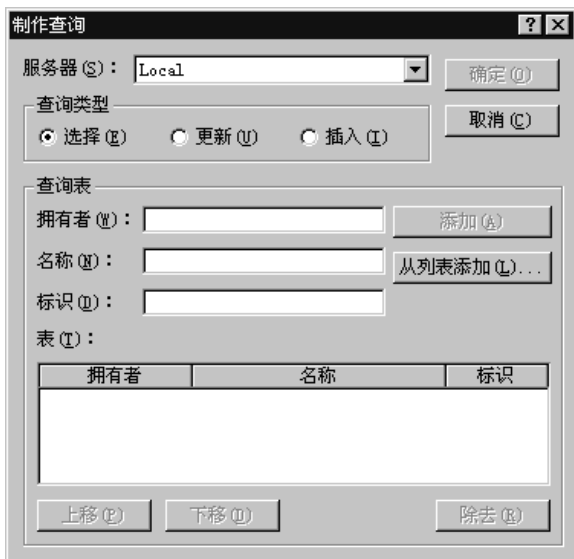 制作查询
服务器(S)： Local
确定(O)
查询类型
选择(E) 更新(U) 插入(I)
取消(C)
查询表
拥有者(W)：
添加(A)
名称(N)：
从列表添加(L)...
标识(D)：
表(T)：
拥有者 名称 标识
上移(P) 下移(D) 除去(R)